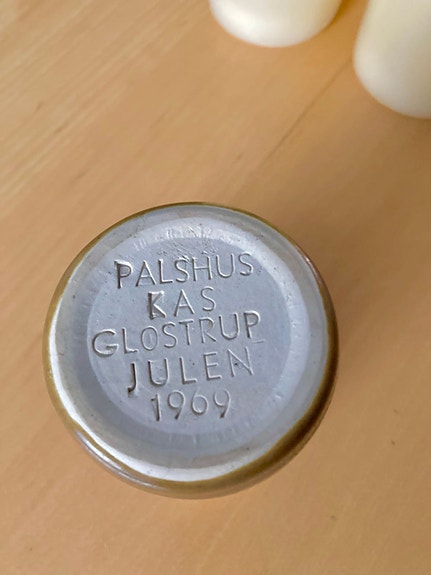 PALSHUS
KAS
GLOSTRUP
JULEN
1969